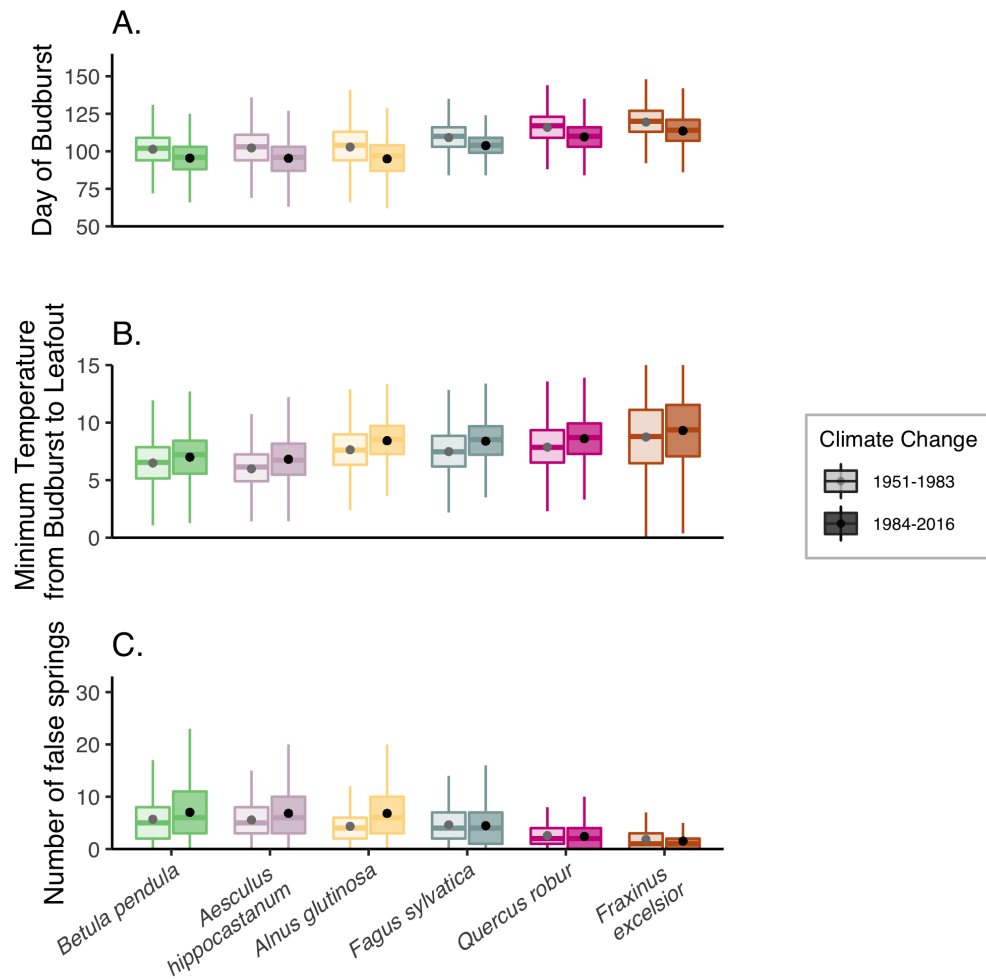 A.
Day of Budburst
150
125
100
75
50
B.
Minimum Temperature
from Budburst to Leafout
15
10
5
0
Climate Change
1951-1983
1984-2016
C.
Number of false springs
30
20
10
0
Betula pendula
Aesculus
hippocastanum
Alnus glutinosa
Fagus sylvatica
Quercus robur
Fraxinus
excelsior